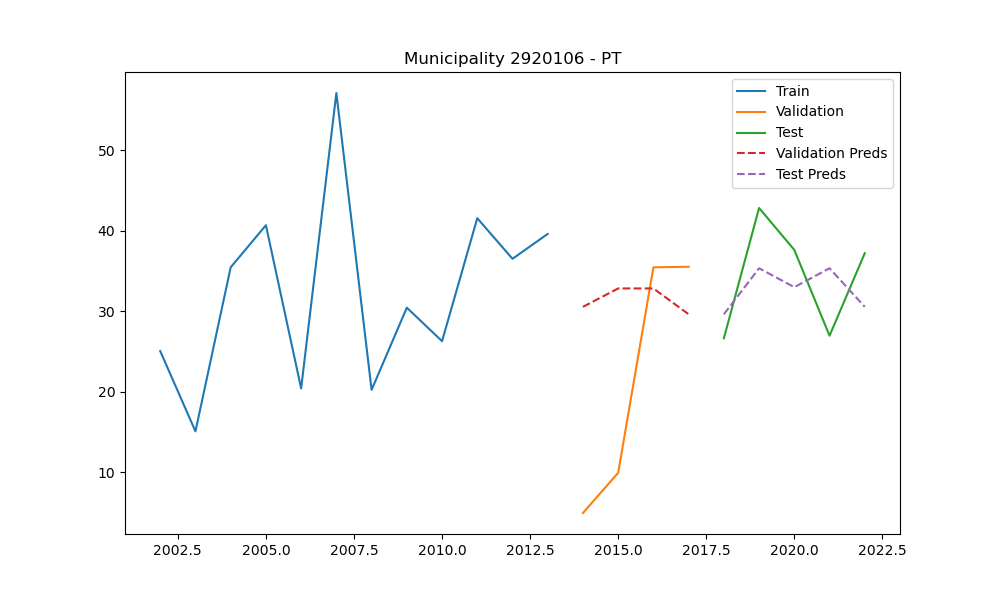 Municipality 2920106 - PT
Train
Validation
Test
Validation Preds
Test Preds
50
40
30
20
10
2002.5 2005.0 2007.5 2010.0 2012.5 2015.0 2017.5 2020.0 2022.5